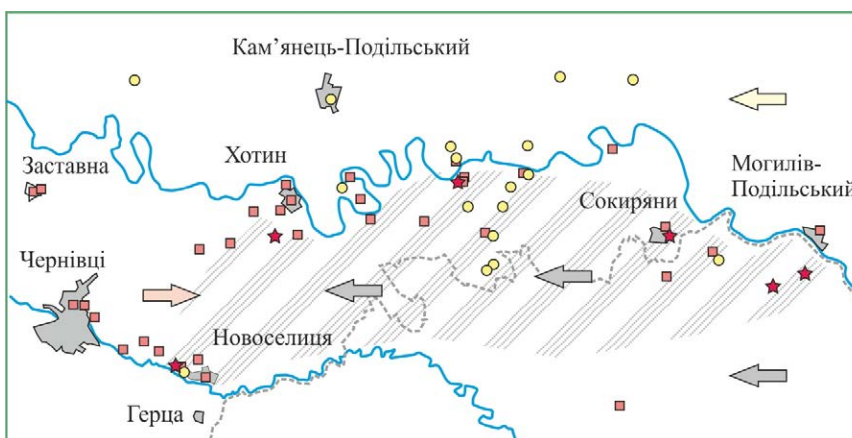 Кам’янець-Подільський
Заставна
Хотин
Могилів-
Подільський
Сокиряни
Чернівці
Новоселиця
Герца